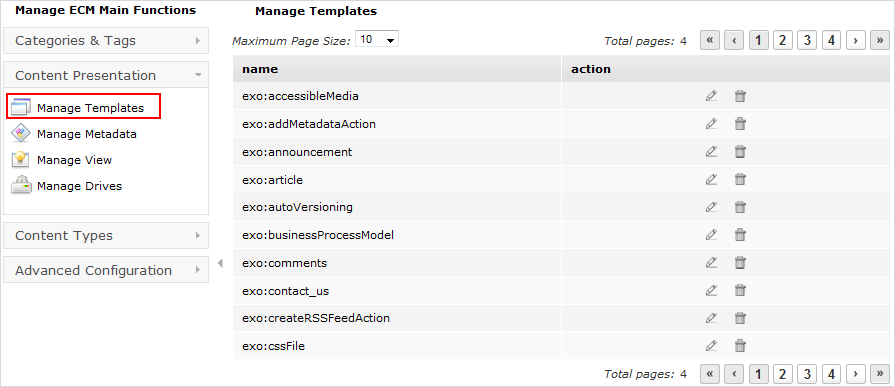 Manage ECM Main Functions
Categories & Tags
Content Presentation
Manage Templates
Manage Metadata
Manage View
Manage Drives
Content Types
Advanced Configuration
Manage Templates
Maximum Page Size: 10
Total pages: 4 « ‹ 1 2 3 4 › »
name action
exo:accessibleMedia
exo:addMetadataAction
exo:announcement
exo:article
exo:autoVersioning
exo:businessProcessModel
exo:comments
exo:contact_us
exo:createRSSFeedAction
exo:cssFile
Total pages: 4 « ‹ 1 2 3 4 › »